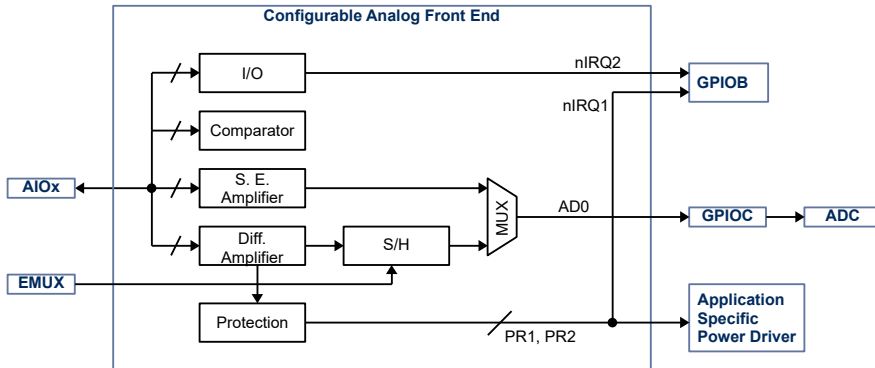 Configurable Analog Front End
I/O
nIRQ2
GPIOB
nIRQ1
Comparator
AIOx
S. E.
Amplifier
MUX
AD0
GPIOC
ADC
Diff.
Amplifier
S/H
EMUX
Protection
PR1, PR2
Application
Specific
Power Driver